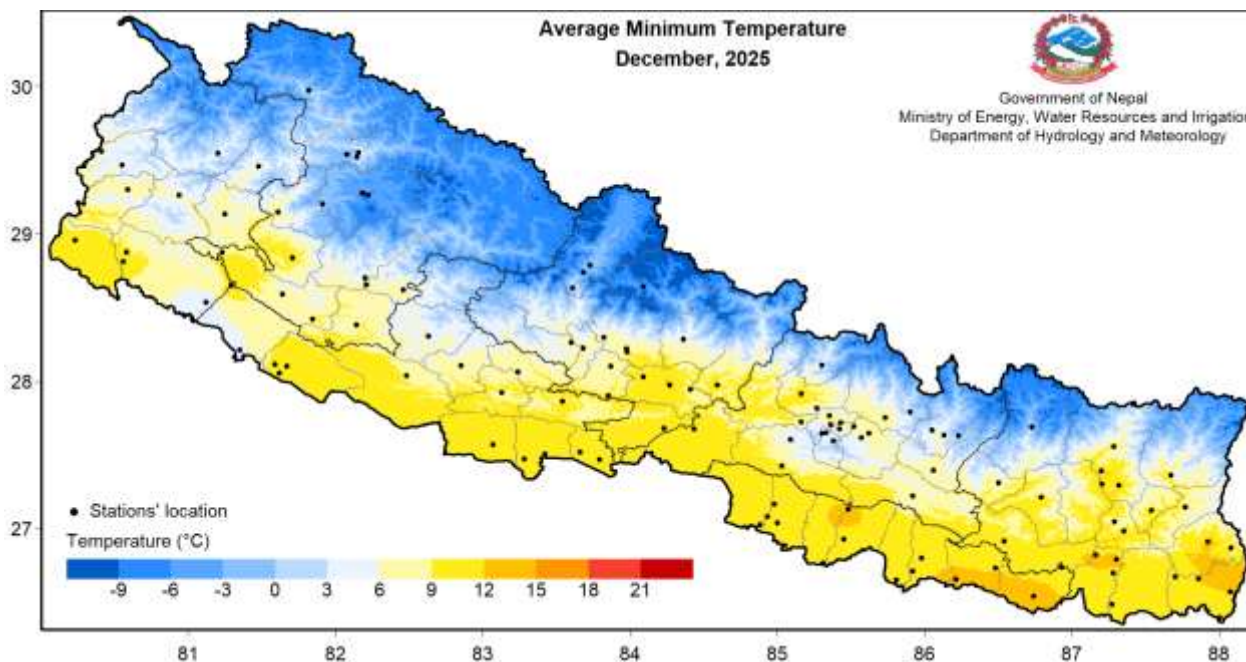 Average Minimum Temperature
December, 2025
Government of Nepal
Ministry of Energy, Water Resources and Irrigation
Department of Hydrology and Meteorology
30
29
28
27
Stations' location
Temperature (°C)
-9 -6 -3 0 3 6 9 12 15 18 21
81 82 83 84 85 86 87 88